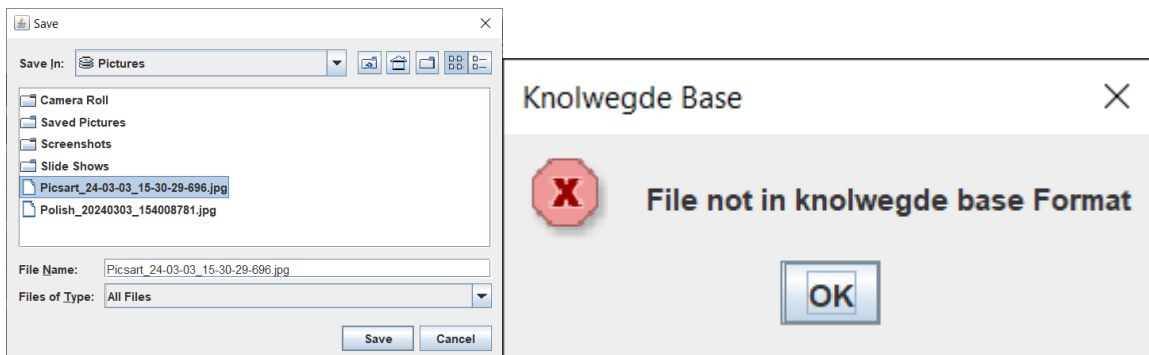 Save
Save In: Pictures
Camera Roll
Saved Pictures
Screenshots
Slide Shows
Picsart_24-03-03_15-30-29-696.jpg
Polish_20240303_154008781.jpg
File Name: Picsart_24-03-03_15-30-29-696.jpg
Files of Type: All Files
Save Cancel
Knolwegde Base
X
File not in knolwegde base Format
OK